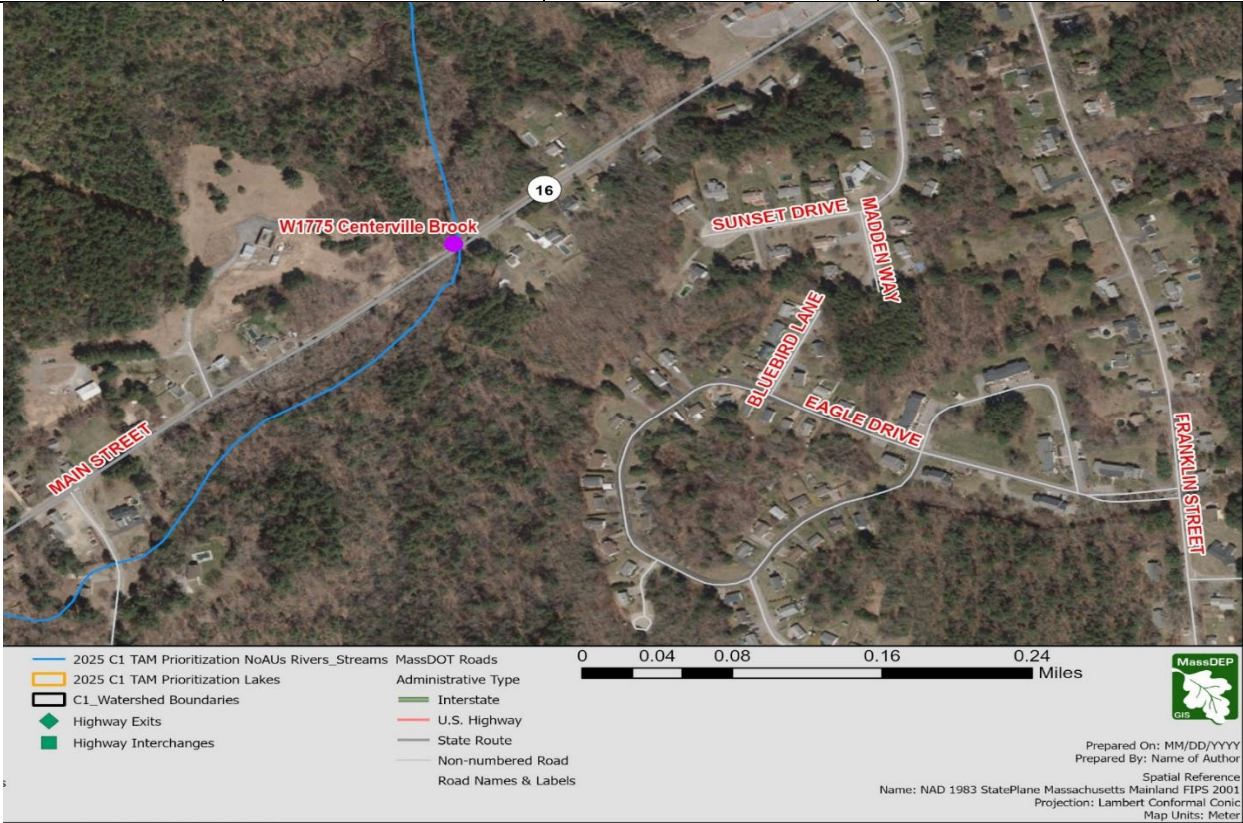 16
W1775 Centerville Brook
SUNSET DRIVE
MADDEN WAY
BLUEBIRD LANE
EAGLE DRIVE
MAIN STREET
FRANKLIN STREET
2025 C1 TAM Prioritization NoAUs Rivers_Streams
2025 C1 TAM Prioritization Lakes
C1_Watershed Boundaries
Highway Exits
Highway Interchanges
MassDOT Roads
Administrative Type
Interstate
U.S. Highway
State Route
Non-numbered Road
Road Names & Labels
0 0.04 0.08 0.16 0.24
Miles
MassDEP
GIS
Prepared On: MM/DD/YYYY
Prepared By: Name of Author
Spatial Reference
Name: NAD 1983 StatePlane Massachusetts Mainland FIPS 2001
Projection: Lambert Conformal Conic
Map Units: Meter
s